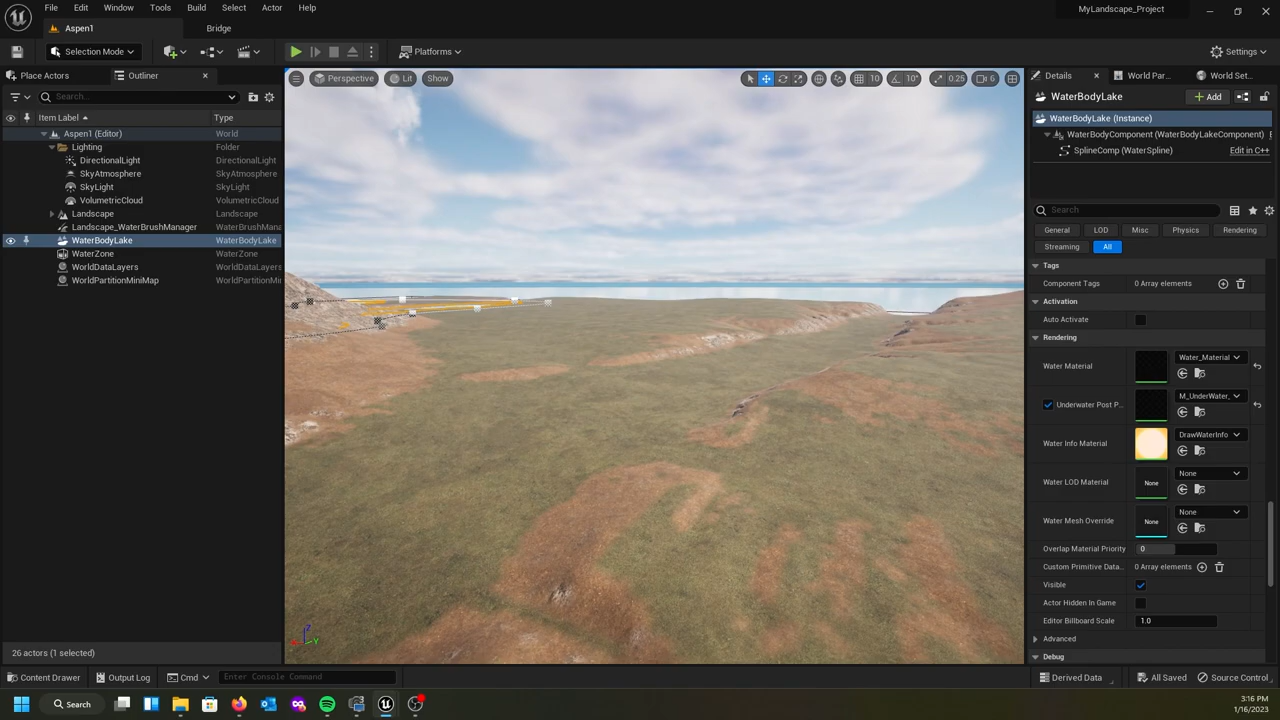 File Edit Window Tools Build Select Actor Help
MyLandscape_Project
Aspen1
Bridge
Selection Mode
Platforms
Settings
Place Actors
Outliner
Search...
Item Label
Type
Aspen1 (Editor) World
Lighting Folder
DirectionalLight DirectionalLight
SkyAtmosphere SkyAtmosphere
SkyLight SkyLight
VolumetricCloud VolumetricCloud
Landscape Landscape
Landscape_WaterBrushManager WaterBrushMana
WaterBodyLake WaterBodyLake
WaterZone WaterZone
WorldDataLayers WorldDataLayers
WorldPartitionMiniMap WorldPartitionMi
26 actors (1 selected)
Perspective Lit Show
10 10° 0.25 6
Z
Y
Details World Par... World Set...
WaterBodyLake
Add
WaterBodyLake (Instance)
WaterBodyComponent (WaterBodyLakeComponent)
SplineComp (WaterSpline) Edit in C++
Search
General LOD Misc Physics Rendering
Streaming All
Tags
Component Tags 0 Array elements
Activation
Auto Activate
Rendering
Water Material Water_Material
Underwater Post P... M_UnderWater_
Water Info Material DrawWaterInfo
Water LOD Material None None
Water Mesh Override None None
Overlap Material Priority 0
Custom Primitive Data... 0 Array elements
Visible
Actor Hidden In Game
Editor Billboard Scale 1.0
Advanced
Debug
Content Drawer Output Log Cmd Enter Console Command
Derived Data All Saved Source Control
Search
3:16 PM
1/16/2023